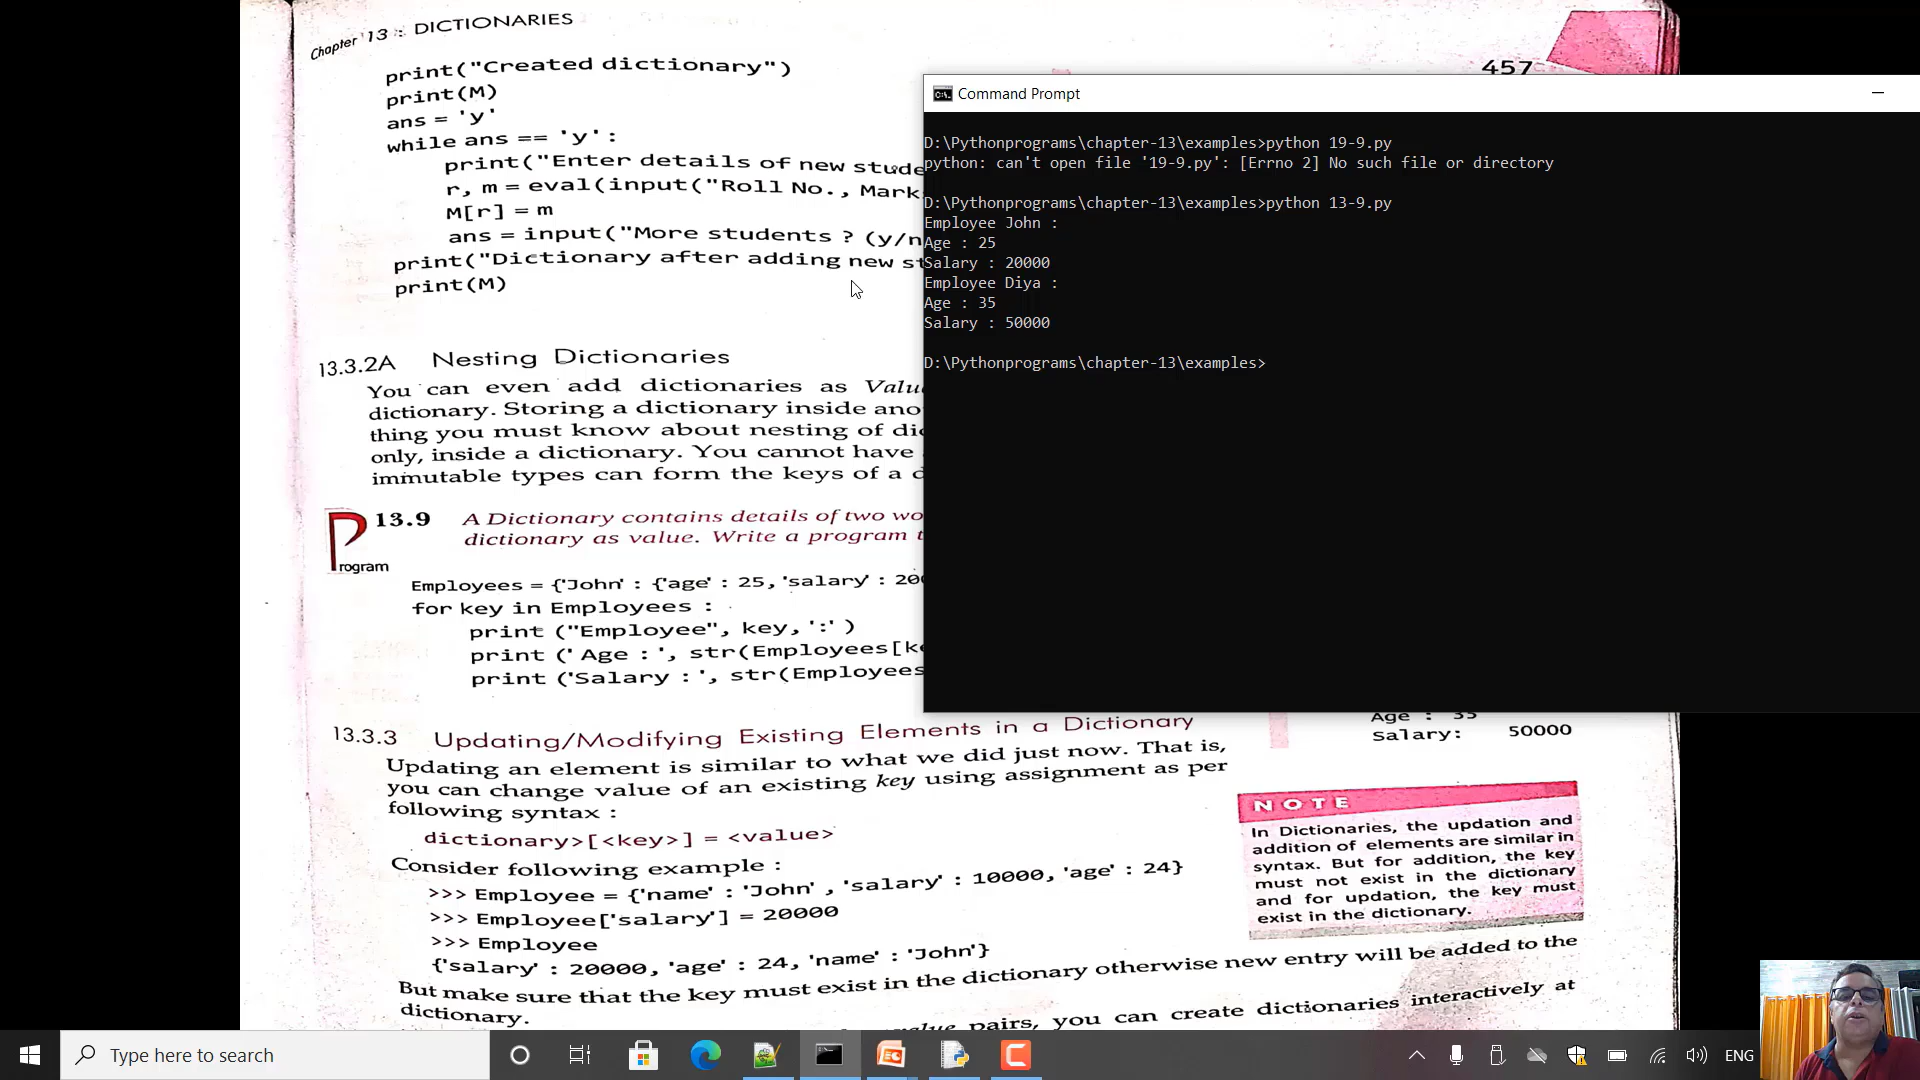 Chapter 13 : DICTIONARIES
457
print("Created dictionary")
print(M)
ans = 'y'
while ans == 'y' :
print("Enter details of new stude
r, m = eval(input("Roll No., Mark
M[r] = m
ans = input("More students ? (y/n
print("Dictionary after adding new st
print(M)
13.3.2A Nesting Dictionaries
You can even add dictionaries as Valu
dictionary. Storing a dictionary inside ano
thing you must know about nesting of dic
only, inside a dictionary. You cannot have
immutable types can form the keys of a d
Program 13.9 A Dictionary contains details of two wo
dictionary as value. Write a program t
Employees = {'John' : {'age' : 25, 'salary' : 200
for key in Employees :
print ("Employee", key, ':' )
print (' Age : ', str(Employees[ke
print ('Salary : ', str(Employees
Age : 35
Salary: 50000
13.3.3 Updating/Modifying Existing Elements in a Dictionary
Updating an element is similar to what we did just now. That is,
you can change value of an existing key using assignment as per
following syntax :
dictionary>[<key>] = <value>
Consider following example :
>>> Employee = {'name' : 'John' , 'salary' : 10000, 'age' : 24}
>>> Employee['salary'] = 20000
>>> Employee
{'salary' : 20000, 'age' : 24, 'name' : 'John'}
But make sure that the key must exist in the dictionary otherwise new entry will be added to the
dictionary.
value pairs, you can create dictionaries interactively at
NOTE
In Dictionaries, the updation and
addition of elements are similar in
syntax. But for addition, the key
must not exist in the dictionary
and for updation, the key must
exist in the dictionary.
Command Prompt
D:\Pythonprograms\chapter-13\examples>python 19-9.py
python: can't open file '19-9.py': [Errno 2] No such file or directory
D:\Pythonprograms\chapter-13\examples>python 13-9.py
Employee John :
Age : 25
Salary : 20000
Employee Diya :
Age : 35
Salary : 50000
D:\Pythonprograms\chapter-13\examples>
Type here to search
ENG